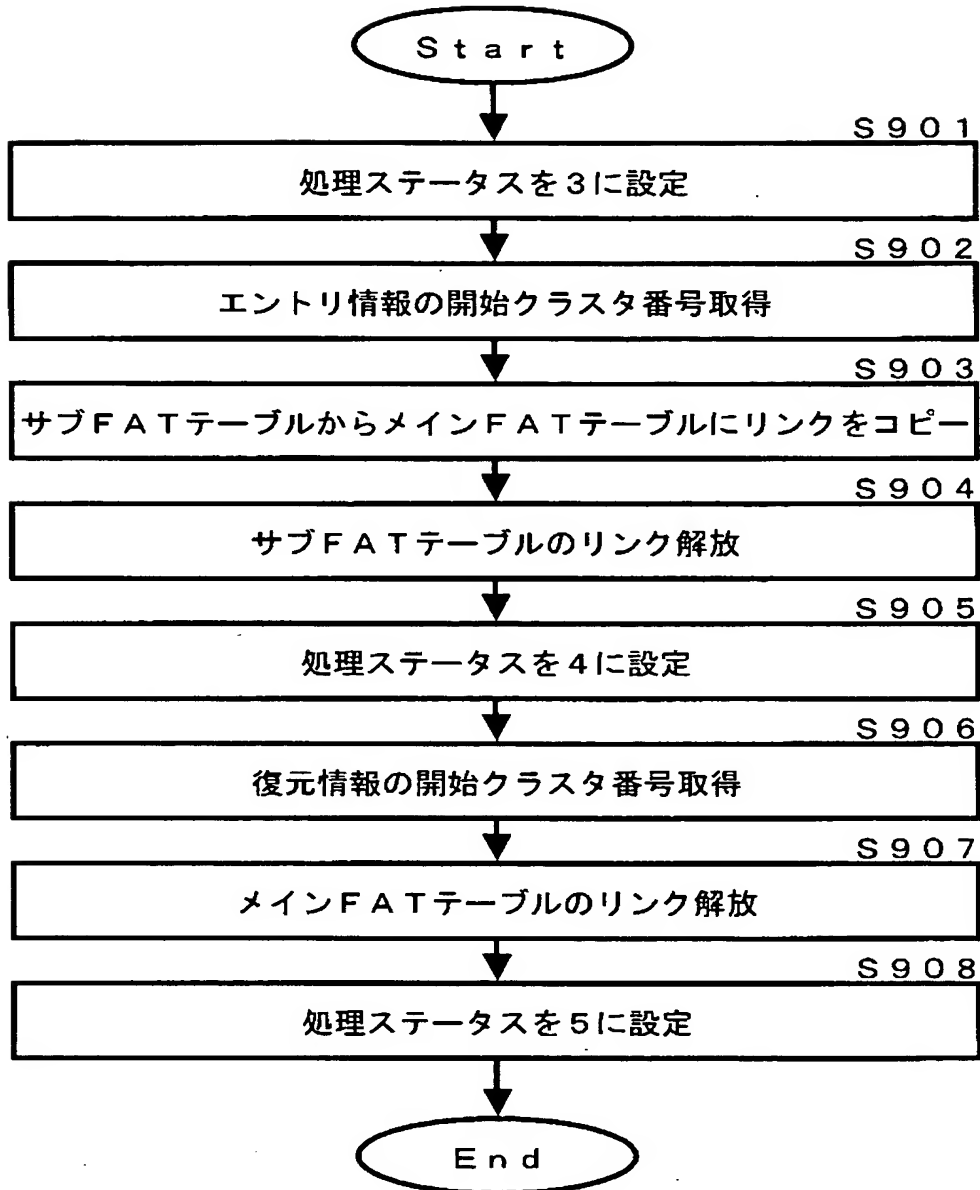 Start
S901
処理ステータスを3に設定
S902
エントリ情報の開始クラスタ番号取得
S903
サブFATテーブルからメインFATテーブルにリンクをコピー
S904
サブFATテーブルのリンク解放
S905
処理ステータスを4に設定
S906
復元情報の開始クラスタ番号取得
S907
メインFATテーブルのリンク解放
S908
処理ステータスを5に設定
End